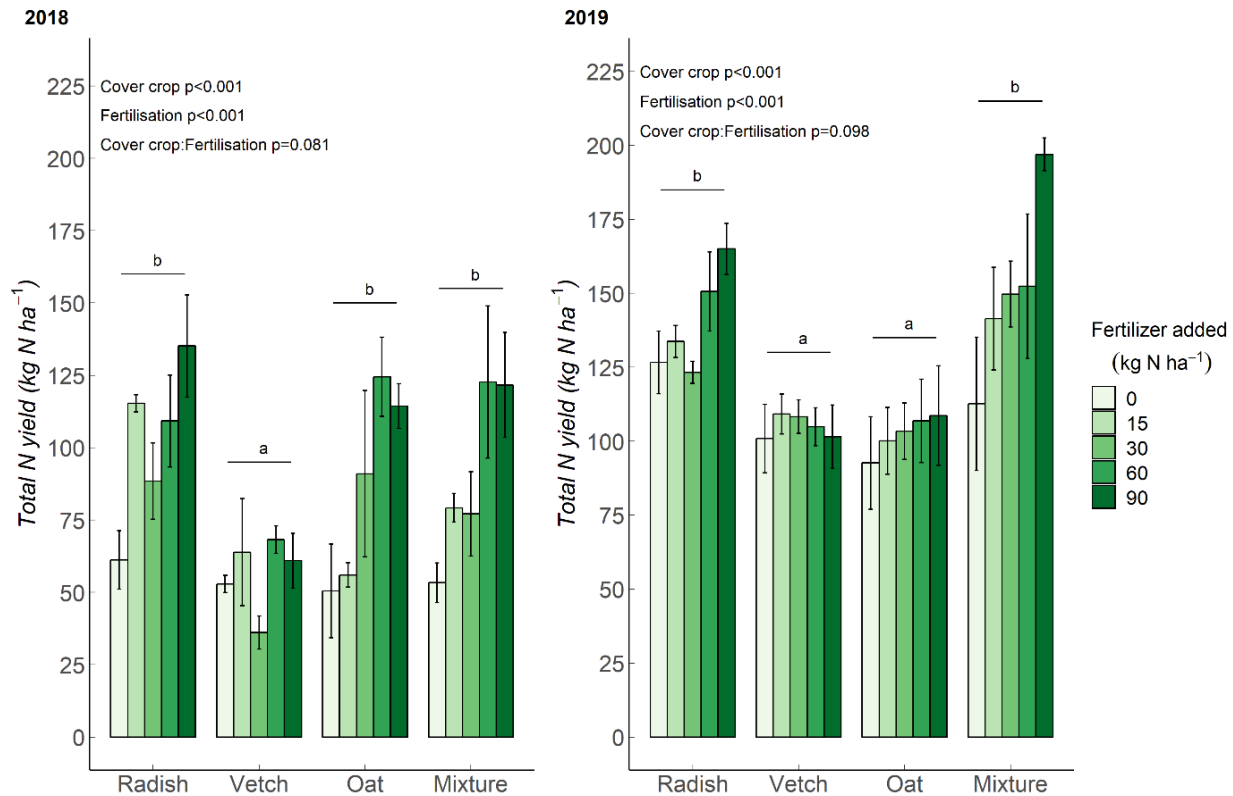 2018
Cover crop p<0.001
Fertilisation p<0.001
Cover crop:Fertilisation p=0.081
Total N yield (kg N ha⁻¹)
225
200
175
150
125
100
75
50
25
0
b
a
b
b
Radish Vetch Oat Mixture
2019
Cover crop p<0.001
Fertilisation p<0.001
Cover crop:Fertilisation p=0.098
Total N yield (kg N ha⁻¹)
225
200
175
150
125
100
75
50
25
0
b
a
a
b
Radish Vetch Oat Mixture
Fertilizer added
(kg N ha⁻¹)
0
15
30
60
90